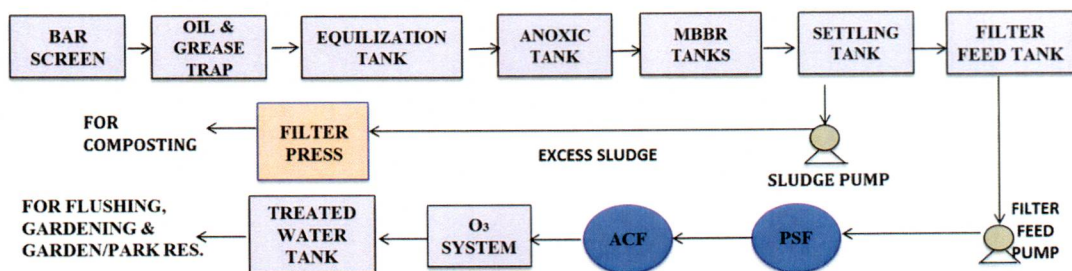 BAR
SCREEN
OIL &
GREASE
TRAP
EQUILIZATION
TANK
ANOXIC
TANK
MBBR
TANKS
SETTLING
TANK
FILTER
FEED TANK
FOR
COMPOSTING
FILTER
PRESS
EXCESS SLUDGE
SLUDGE PUMP
FOR FLUSHING,
GARDENING &
GARDEN/PARK RES.
TREATED
WATER
TANK
O₃
SYSTEM
ACF
PSF
FILTER
FEED
PUMP